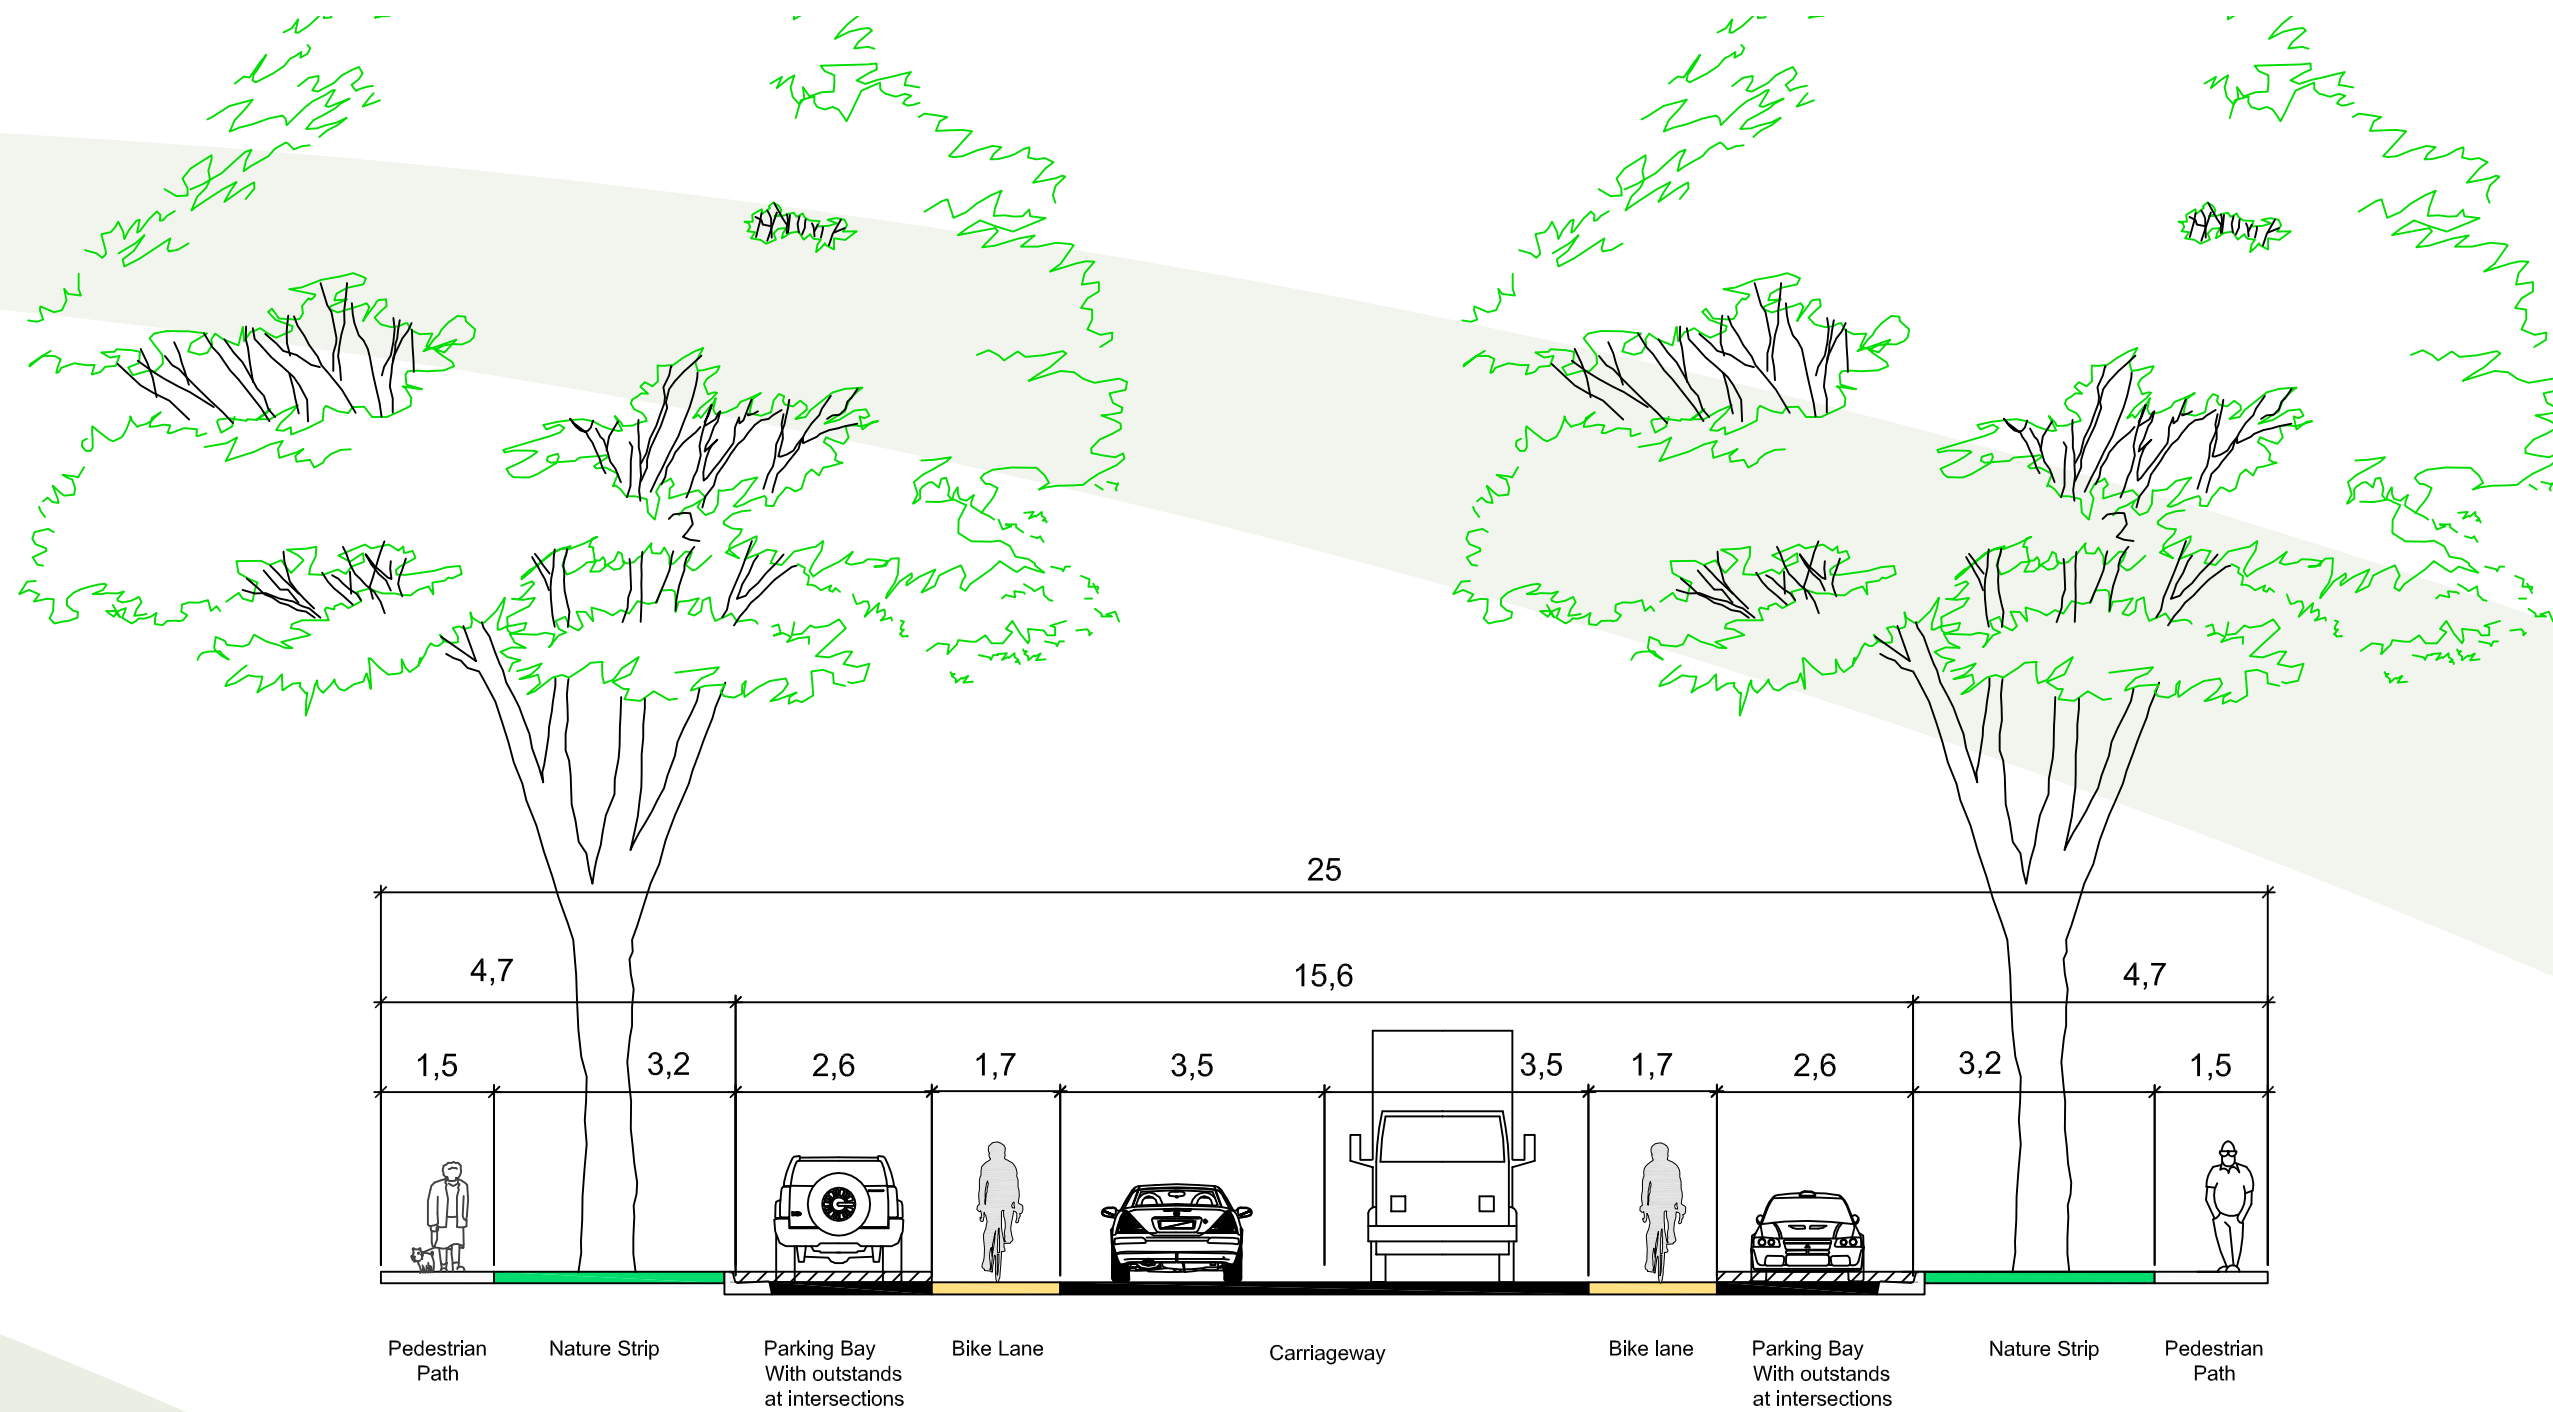 25
4,7
15,6
4,7
1,5
3,2
2,6
1,7
3,5
3,5
1,7
2,6
3,2
1,5
Pedestrian
Path
Nature Strip
Parking Bay
With outstands
at intersections
Bike Lane
Carriageway
Bike lane
Parking Bay
With outstands
at intersections
Nature Strip
Pedestrian
Path